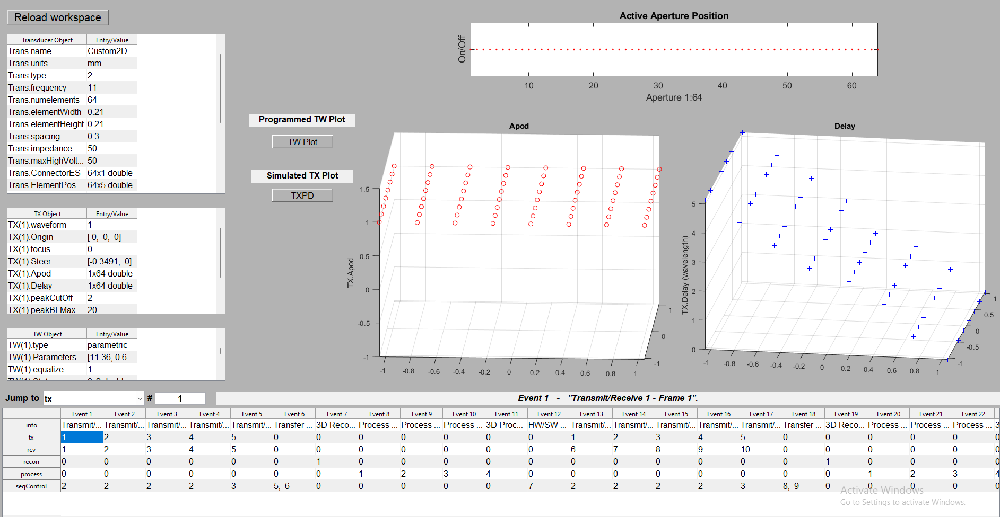 Reload workspace
Transducer Object Entry/Value
Trans.name Custom2D...
Trans.units mm
Trans.type 2
Trans.frequency 11
Trans.numelements 64
Trans.elementWidth 0.21
Trans.elementHeight 0.21
Trans.spacing 0.3
Trans.impedance 50
Trans.maxHighVolt... 50
Trans.ConnectorES 64x1 double
Trans.ElementPos 64x5 double
TX Object Entry/Value
TX(1).waveform 1
TX(1).Origin [ 0, 0, 0]
TX(1).focus 0
TX(1).Steer [-0.3491, 0]
TX(1).Apod 1x64 double
TX(1).Delay 1x64 double
TX(1).peakCutOff 2
TX(1).peakBLMax 20
TW Object Entry/Value
TW(1).type parametric
TW(1).Parameters [11.36, 0.6...
TW(1).equalize 1
Programmed TW Plot
TW Plot
Simulated TX Plot
TXPD
Active Aperture Position
On/Off
10 20 30 40 50 60
Aperture 1:64
Apod
TX.Apod
1.5
1
0.5
0
-0.5
-1
-1 -0.8 -0.6 -0.4 -0.2 0 0.2 0.4 0.6 0.8 1
1
0
-1
Delay
TX.Delay (wavelength)
5
4
3
2
1
0
-1 -0.8 -0.6 -0.4 -0.2 0 0.2 0.4 0.6 0.8 1
1
0.5
0
-0.5
-1
Jump to tx # 1
Event 1 - "Transmit/Receive 1 - Frame 1".
Event 1 Event 2 Event 3 Event 4 Event 5 Event 6 Event 7 Event 8 Event 9 Event 10 Event 11 Event 12 Event 13 Event 14 Event 15 Event 16 Event 17 Event 18 Event 19 Event 20 Event 21 Event 22
info Transmit/... Transmit/... Transmit/... Transmit/... Transmit/... Transfer ... 3D Reco... Process ... Process ... Process ... 3D Proc... HW/SW ... Transmit/... Transmit/... Transmit/... Transmit/... Transmit/... Transfer ... 3D Reco... Process ... Process ... Process ... 3
tx 1 2 3 4 5 0 0 0 0 0 0 0 1 2 3 4 5 0 0 0 0 0 0
rcv 1 2 3 4 5 0 0 0 0 0 0 0 6 7 8 9 10 0 0 0 0 0 0
recon 0 0 0 0 0 0 1 0 0 0 0 0 0 0 0 0 0 0 1 0 0 0 0
process 0 0 0 0 0 0 0 1 2 3 4 0 0 0 0 0 0 0 0 1 2 3 4
seqControl 2 2 2 2 3 5, 6 0 0 0 0 0 7 2 2 2 2 3 8, 9 0 0 0 0 0
Activate Windows
Go to Settings to activate Windows.